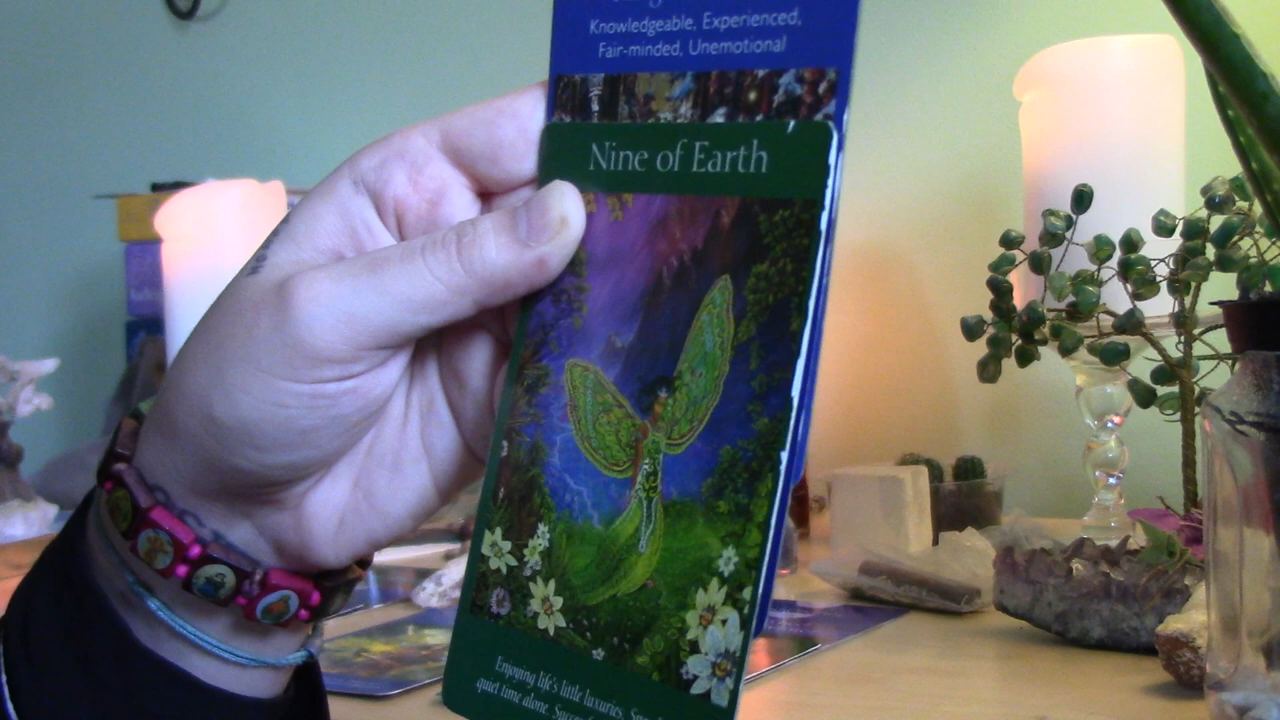 Knowledgeable, Experienced,
Fair-minded, Unemotional
Nine of Earth
Enjoying life's little luxuries.
quiet time alone.